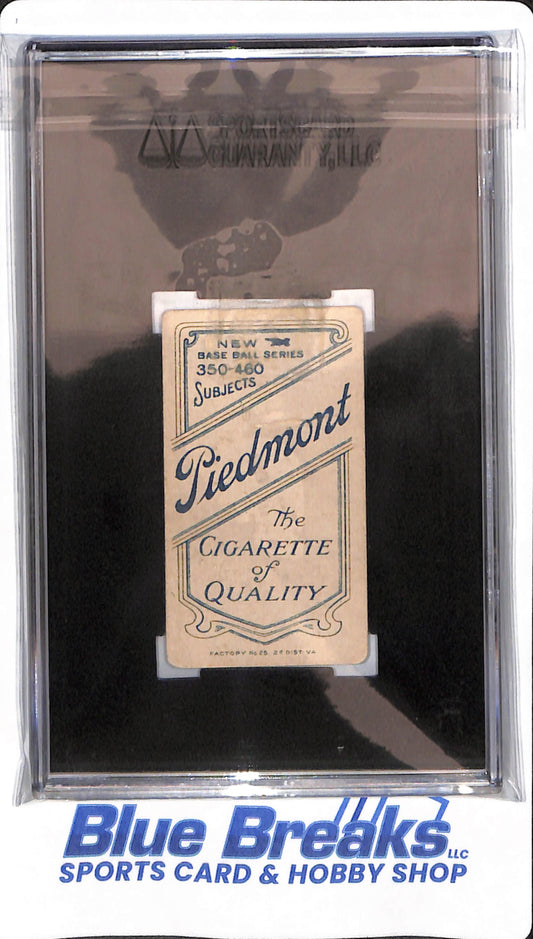 SPORTSCARD
GUARANTY, LLC
NEW
BASE BALL SERIES
350-460
SUBJECTS
Piedmont
The
CIGARETTE
of
QUALITY
FACTORY No 25 2D DIST. VA
Blue Breaks LLC
SPORTS CARD & HOBBY SHOP